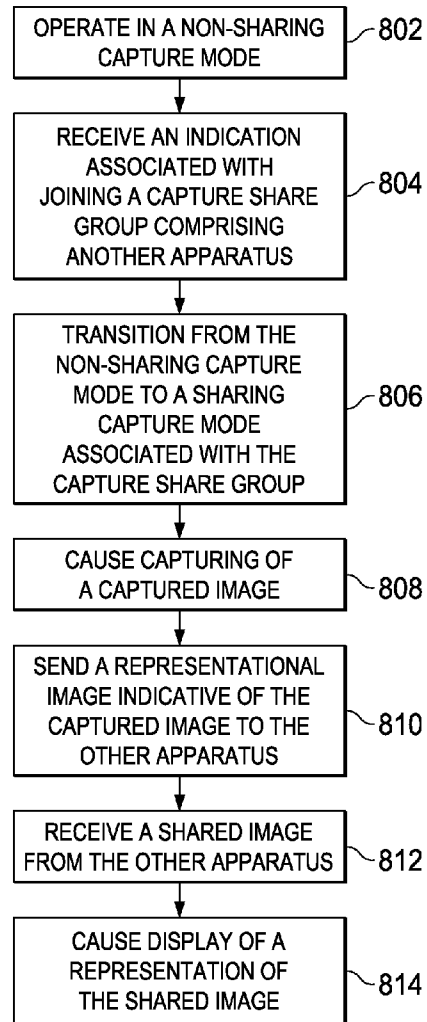 OPERATE IN A NON-SHARING
CAPTURE MODE
802
RECEIVE AN INDICATION
ASSOCIATED WITH
JOINING A CAPTURE SHARE
GROUP COMPRISING
ANOTHER APPARATUS
804
TRANSITION FROM THE
NON-SHARING CAPTURE
MODE TO A SHARING
CAPTURE MODE
ASSOCIATED WITH THE
CAPTURE SHARE GROUP
806
CAUSE CAPTURING OF
A CAPTURED IMAGE
808
SEND A REPRESENTATIONAL
IMAGE INDICATIVE OF THE
CAPTURED IMAGE TO THE
OTHER APPARATUS
810
RECEIVE A SHARED IMAGE
FROM THE OTHER APPARATUS
812
CAUSE DISPLAY OF A
REPRESENTATION OF
THE SHARED IMAGE
814